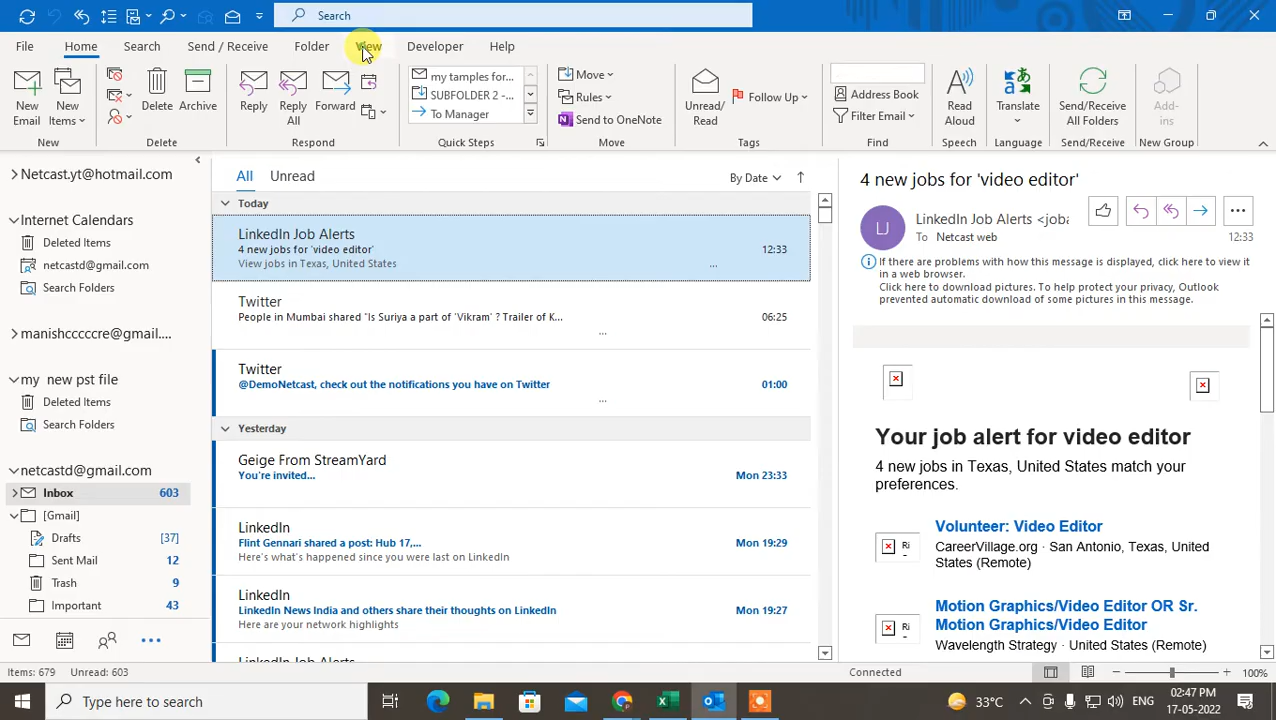 Search
File Home Search Send / Receive Folder View Developer Help
New Email
New Items
Delete
Archive
Reply
Reply All
Forward
my tamples for...
SUBFOLDER 2 -...
To Manager
Move
Rules
Send to OneNote
Unread/ Read
Follow Up
Address Book
Filter Email
Read Aloud
Translate
Send/Receive All Folders
Add-ins
New Delete Respond Quick Steps Move Tags Find Speech Language Send/Receive New Group
Netcast.yt@hotmail.com
Internet Calendars
Deleted Items
netcastd@gmail.com
Search Folders
manishcccccre@gmail....
my new pst file
Deleted Items
Search Folders
netcastd@gmail.com
Inbox 603
[Gmail]
Drafts [37]
Sent Mail 12
Trash 9
Important 43
All Unread By Date
Today
LinkedIn Job Alerts
4 new jobs for 'video editor' 12:33
View jobs in Texas, United States ...
Twitter
People in Mumbai shared "Is Suriya a part of 'Vikram' ? Trailer of K... 06:25
...
Twitter
@DemoNetcast, check out the notifications you have on Twitter 01:00
...
Yesterday
Geige From StreamYard
You're invited... Mon 23:33
LinkedIn
Flint Gennari shared a post: Hub 17,... Mon 19:29
Here's what's happened since you were last on LinkedIn
LinkedIn
LinkedIn News India and others share their thoughts on LinkedIn Mon 19:27
Here are your network highlights
LinkedIn Job Alerts
4 new jobs for 'video editor'
LJ
LinkedIn Job Alerts <joba
To Netcast web
12:33
If there are problems with how this message is displayed, click here to view it
in a web browser.
Click here to download pictures. To help protect your privacy, Outlook
prevented automatic download of some pictures in this message.
Your job alert for video editor
4 new jobs in Texas, United States match your
preferences.
Volunteer: Video Editor
Ri
CareerVillage.org · San Antonio, Texas, United
States (Remote)
Motion Graphics/Video Editor OR Sr.
Motion Graphics/Video Editor
Ri
Wavelength Strategy · United States (Remote)
Items: 679 Unread: 603 Connected 100%
Type here to search
33°C
ENG
02:47 PM
17-05-2022